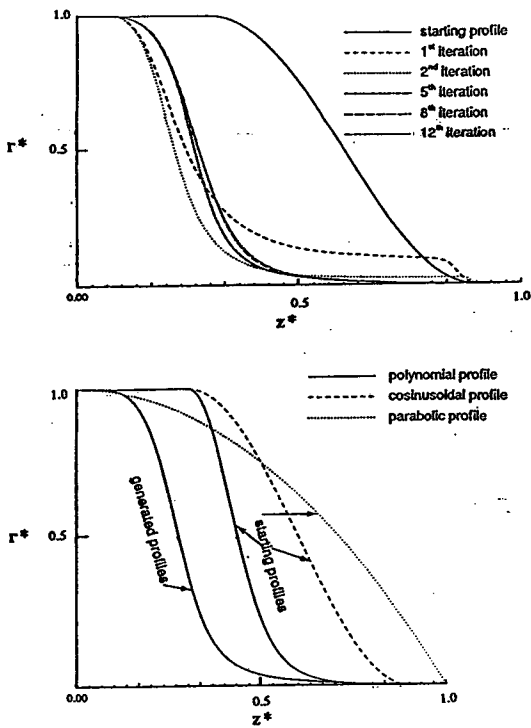 1.0
0.5
Γ*
0.00
0.5
1.0
z*
starting profile
1st iteration
2nd iteration
5th iteration
8th iteration
12th iteration
1.0
0.5
Γ*
0.00
0.5
1.0
z*
polynomial profile
cosinusoidal profile
parabolic profile
generated profiles
starting profiles